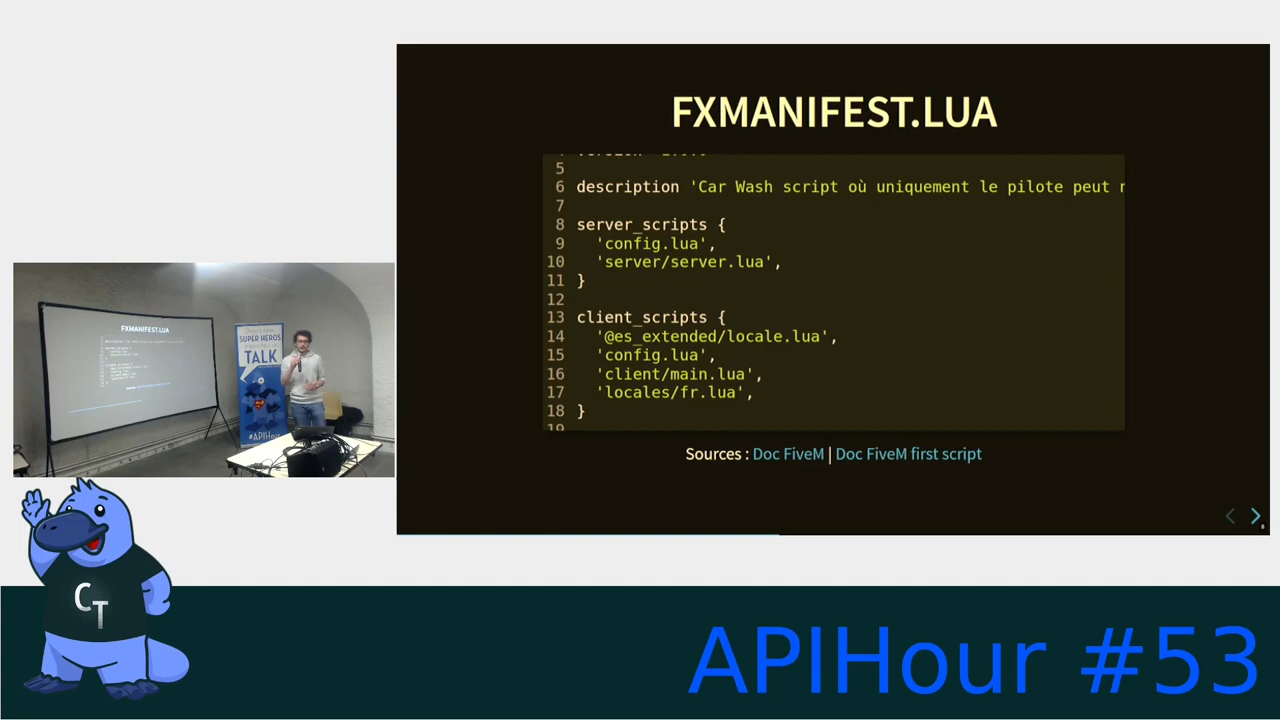 FXMANIFEST.LUA
5
6 description 'Car Wash script où uniquement le pilote peut
7
8 server_scripts {
9 'config.lua',
10 'server/server.lua',
11 }
12
13 client_scripts {
14 '@es_extended/locale.lua',
15 'config.lua',
16 'client/main.lua',
17 'locales/fr.lua',
18 }
19
Sources : Doc FiveM | Doc FiveM first script
FXMANIFEST.LUA
SUPER HEROS
TALK
#APIHour
CT
APIHour #53